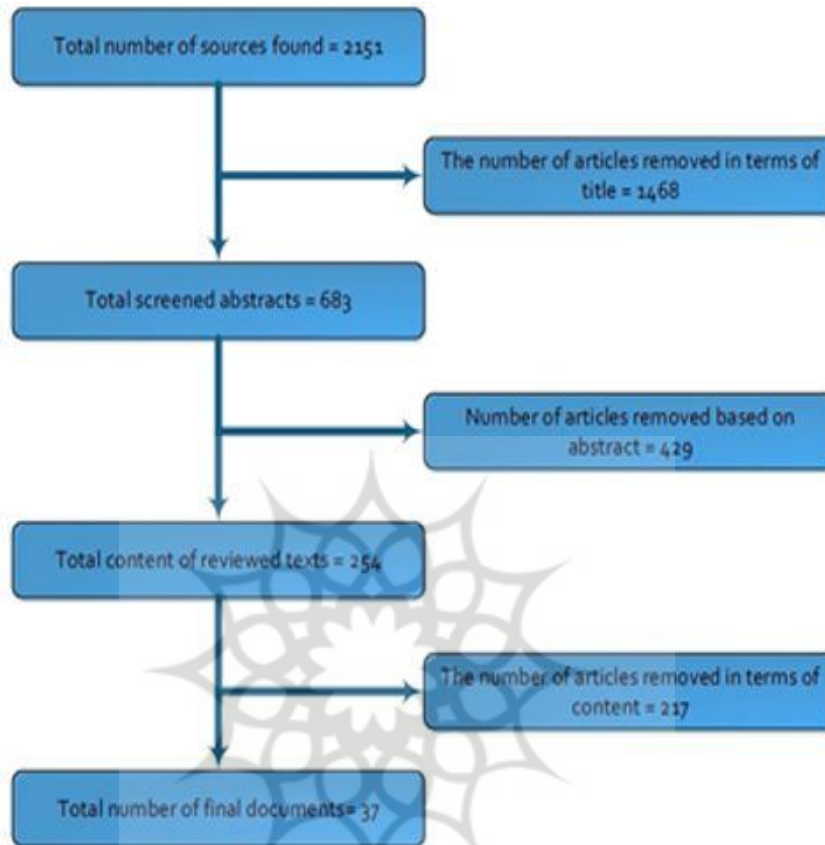 Total number of sources found = 2151
The number of articles removed in terms of
title = 1468
Total screened abstracts = 683
Number of articles removed based on
abstract = 429
Total content of reviewed texts = 254
The number of articles removed in terms of
content = 217
Total number of final documents= 37